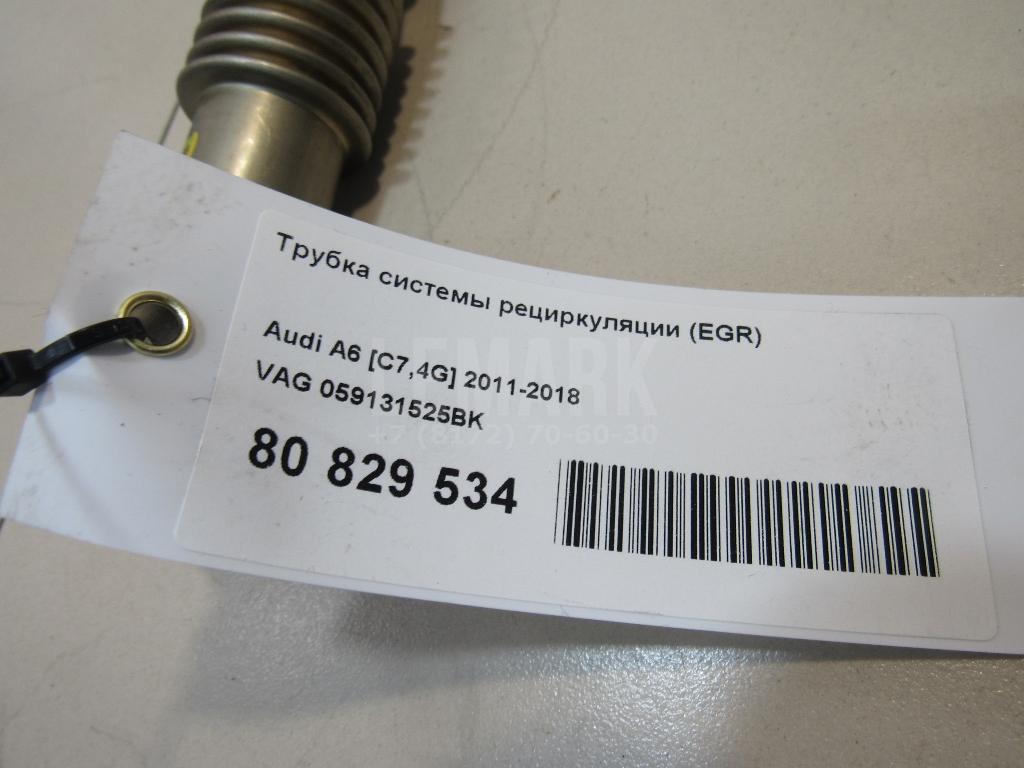 Трубка системы рециркуляции (EGR)
Audi A6 [C7,4G] 2011-2018
VAG 059131525BK
80 829 534
LEMARK
+7 (8172) 70-60-30